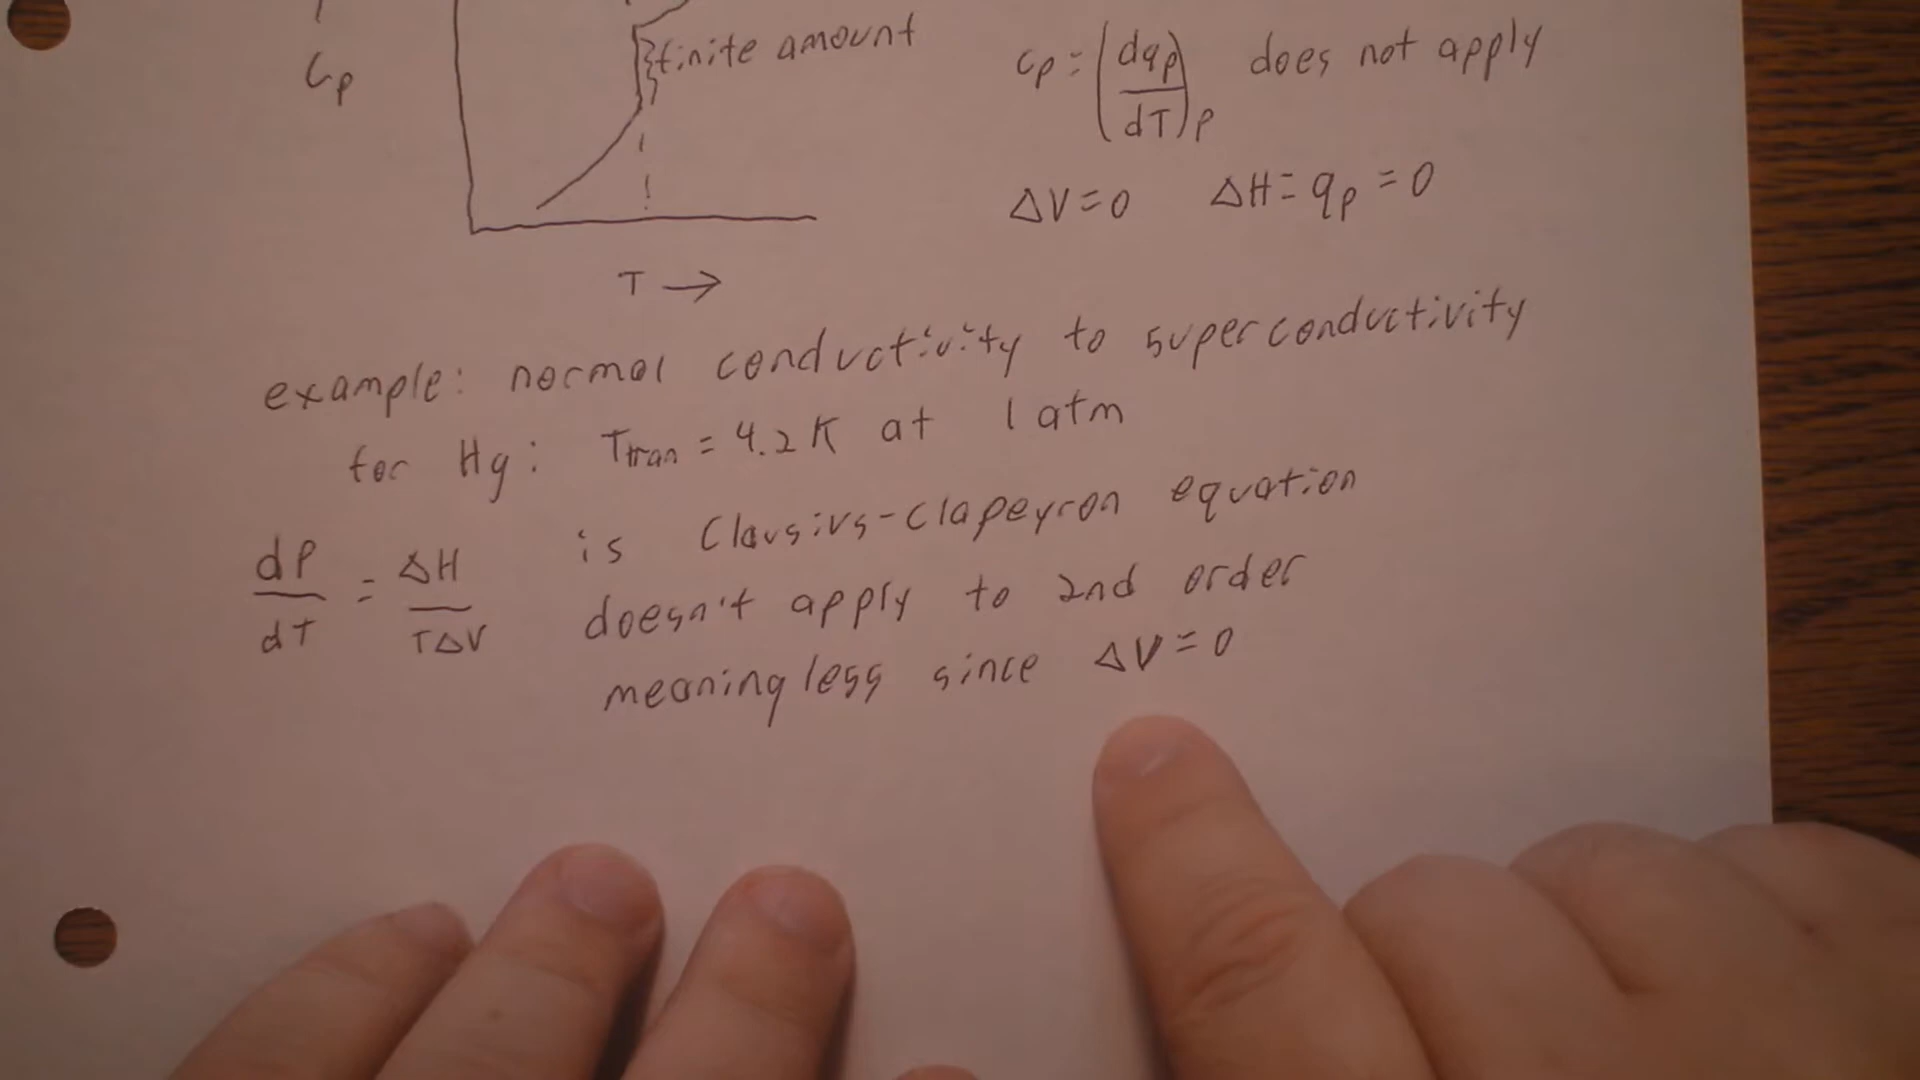 Cp
finite amount
T →
Cp = (dqp/dT)P does not apply
ΔV=0 ΔH=qp=0
example: normal conductivity to superconductivity
for Hg: Ttran = 4.2 K at 1 atm
dP/dT = ΔH/TΔV is Clausius-Clapeyron equation
doesn't apply to 2nd order
meaningless since ΔV=0